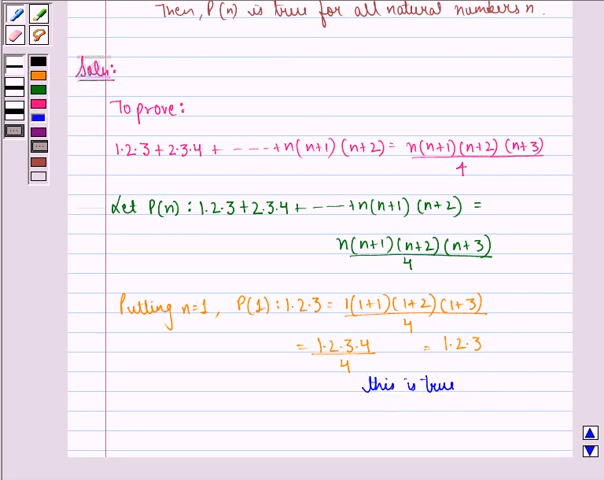 Then, P(n) is true for all natural numbers n.
Soln:
To prove:
1·2·3+2·3·4 + -----+n(n+1)(n+2)= n(n+1)(n+2)(n+3)
4
Let P(n) : 1·2·3+2·3·4+-----+n(n+1)(n+2) =
n(n+1)(n+2)(n+3)
4
Putting n=1, P(1) : 1·2·3 = 1(1+1)(1+2)(1+3)
4
= 1·2·3·4 = 1·2·3
4
this is true